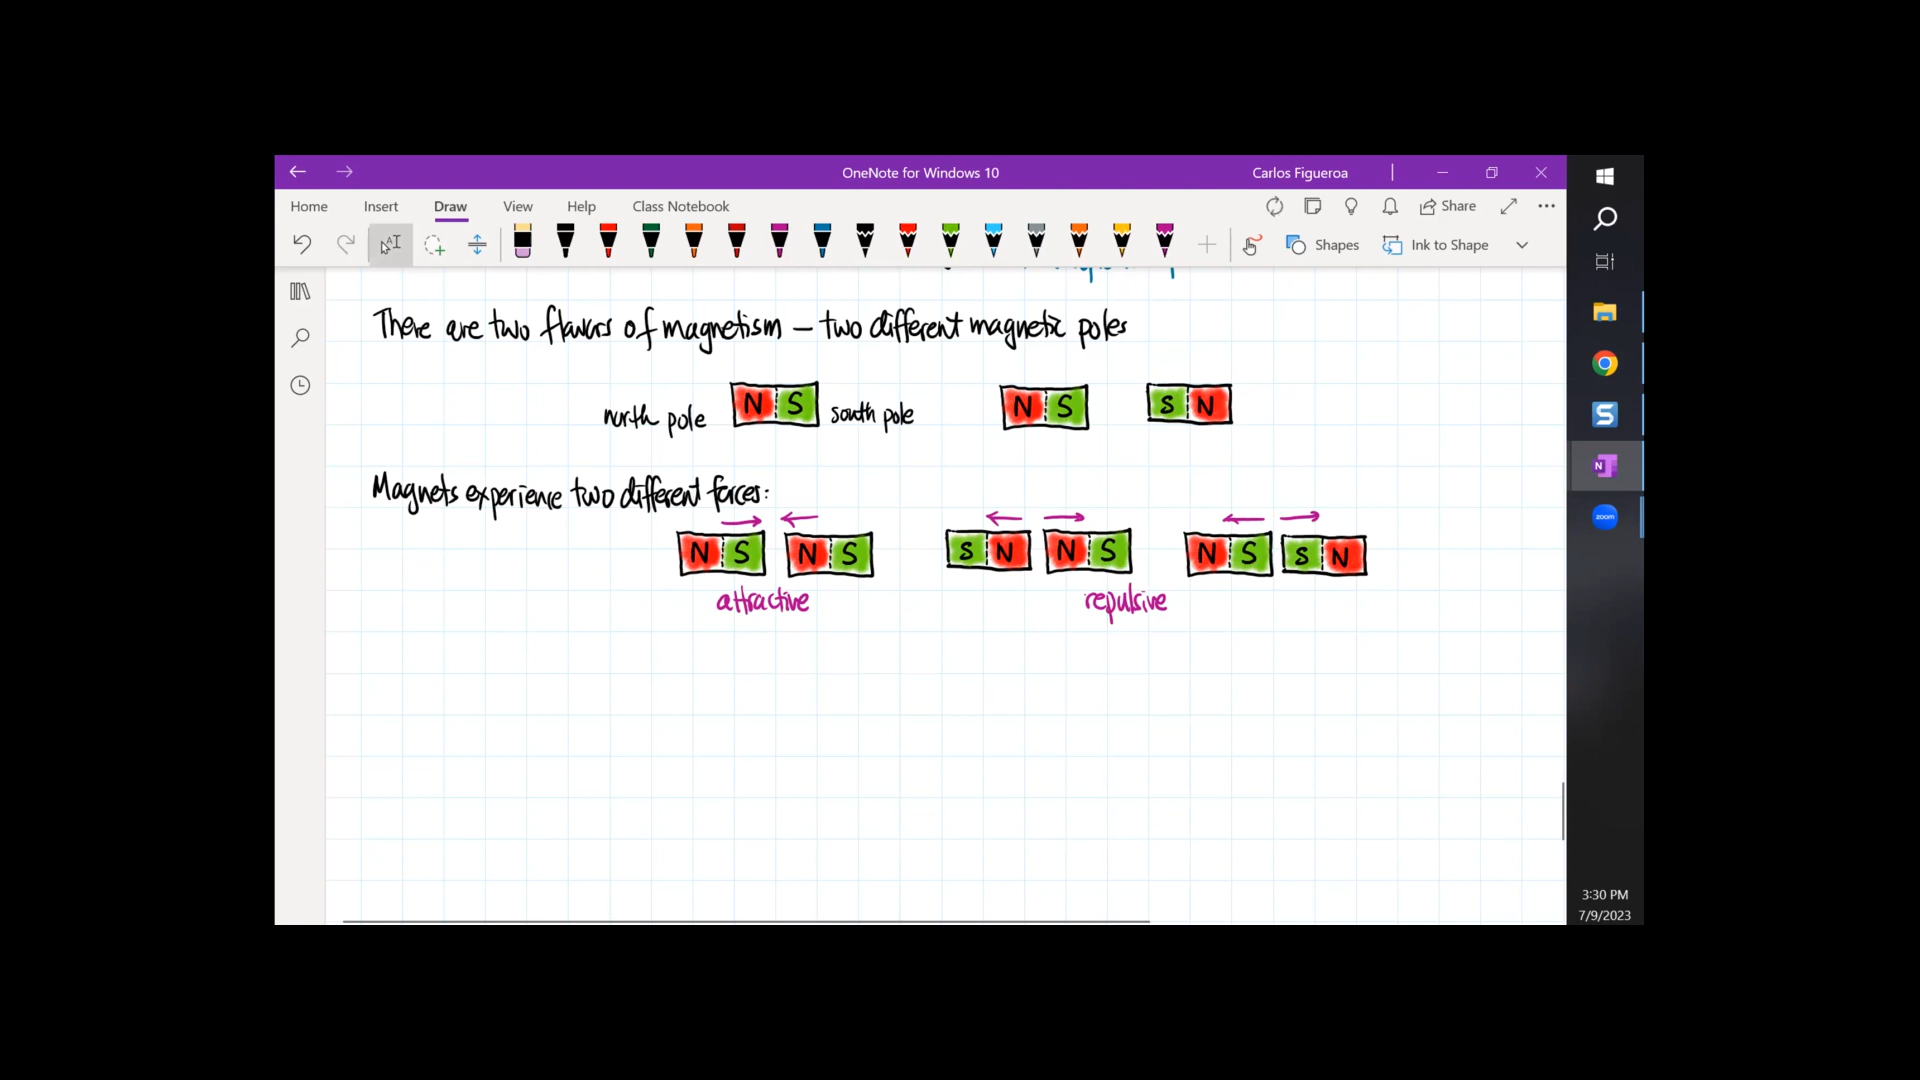 OneNote for Windows 10
Carlos Figueroa
Home Insert Draw View Help Class Notebook
Share
Shapes
Ink to Shape
There are two flavors of magnetism – two different magnetic poles
north pole N S south pole N S S N
Magnets experience two different forces:
N S N S S N N S N S S N
attractive repulsive
zoom
3:30 PM
7/9/2023